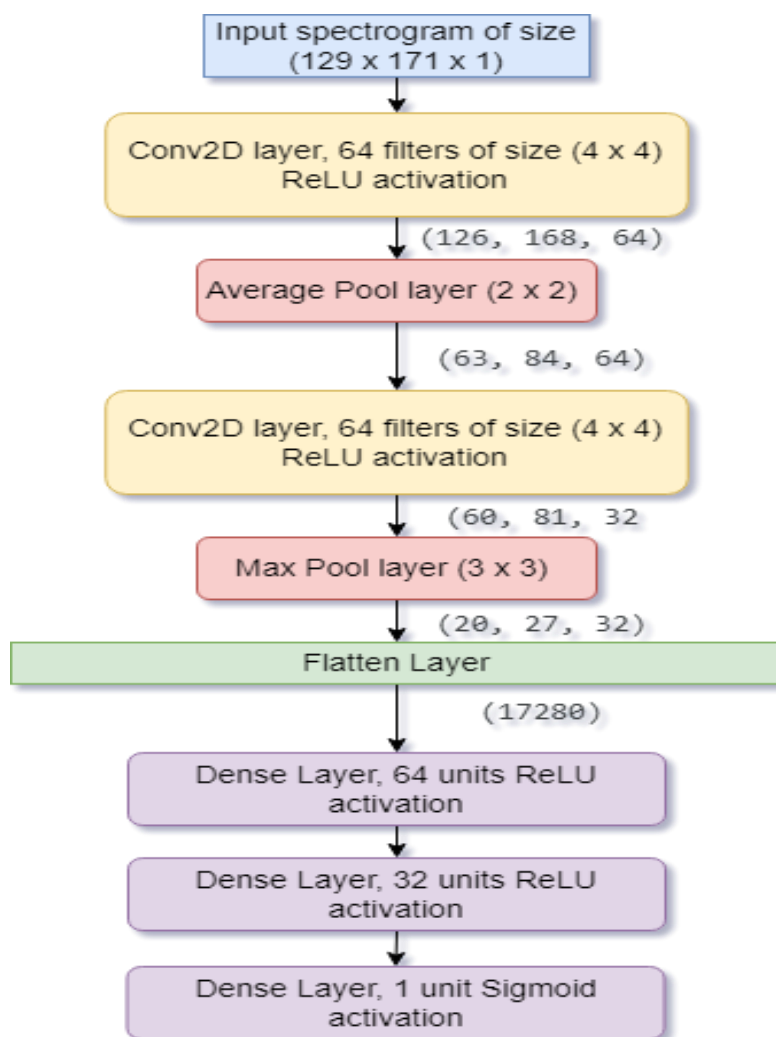 Input spectrogram of size
(129 x 171 x 1)
Conv2D layer, 64 filters of size (4 x 4)
ReLU activation
(126, 168, 64)
Average Pool layer (2 x 2)
(63, 84, 64)
Conv2D layer, 64 filters of size (4 x 4)
ReLU activation
(60, 81, 32
Max Pool layer (3 x 3)
(20, 27, 32)
Flatten Layer
(17280)
Dense Layer, 64 units ReLU
activation
Dense Layer, 32 units ReLU
activation
Dense Layer, 1 unit Sigmoid
activation